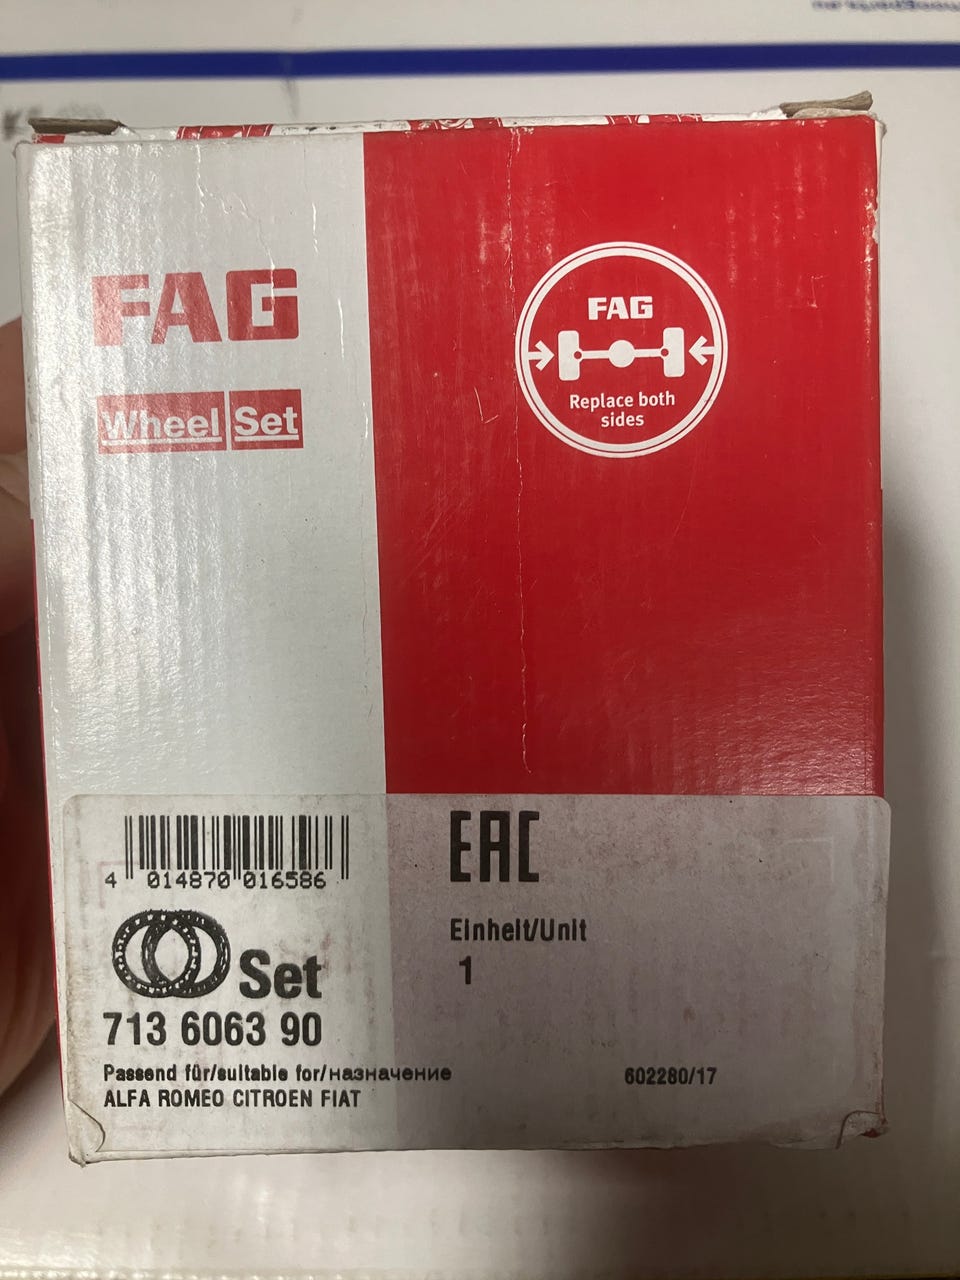 FAG
Wheel Set
FAG
Replace both
sides
4 014870 016586
EAC
Einheit/Unit
1
Set
713 6063 90
Passend für/suitable for/назначение
ALFA ROMEO CITROEN FIAT
602280/17